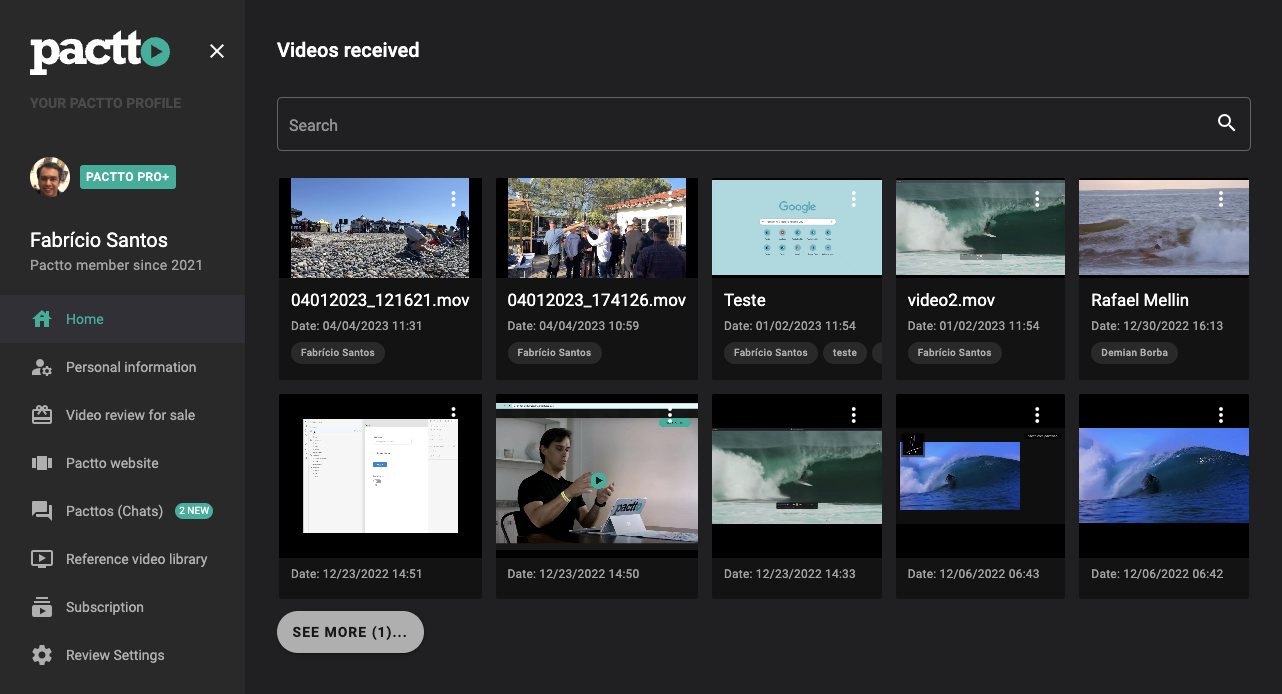 pactto
YOUR PACTTO PROFILE
PACTTO PRO+
Fabrício Santos
Pactto member since 2021
Home
Personal information
Video review for sale
Pactto website
Pacttos (Chats) 2 NEW
Reference video library
Subscription
Review Settings
Videos received
Search
Google
04012023_121621.mov
Date: 04/04/2023 11:31
Fabrício Santos
04012023_174126.mov
Date: 04/04/2023 10:59
Fabrício Santos
Teste
Date: 01/02/2023 11:54
Fabrício Santos teste
video2.mov
Date: 01/02/2023 11:54
Fabrício Santos
Rafael Mellin
Date: 12/30/2022 16:13
Demian Borba
Date: 12/23/2022 14:51
pactto
Date: 12/23/2022 14:50
Date: 12/23/2022 14:33
Date: 12/06/2022 06:43
Date: 12/06/2022 06:42
SEE MORE (1)...